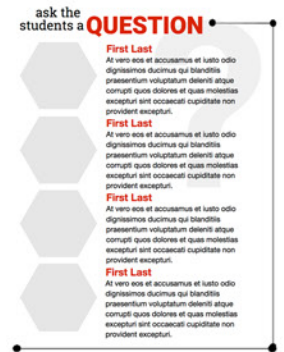 ask the
students a QUESTION
First Last
At vero eos et accusamus et iusto odio
dignissimos ducimus qui blanditiis
praesentium voluptatum deleniti atque
corrupti quos dolores et quas molestias
excepturi sint occaecati cupiditate non
provident excepturi.
First Last
At vero eos et accusamus et iusto odio
dignissimos ducimus qui blanditiis
praesentium voluptatum deleniti atque
corrupti quos dolores et quas molestias
excepturi sint occaecati cupiditate non
provident excepturi.
First Last
At vero eos et accusamus et iusto odio
dignissimos ducimus qui blanditiis
praesentium voluptatum deleniti atque
corrupti quos dolores et quas molestias
excepturi sint occaecati cupiditate non
provident excepturi.
First Last
At vero eos et accusamus et iusto odio
dignissimos ducimus qui blanditiis
praesentium voluptatum deleniti atque
corrupti quos dolores et quas molestias
excepturi sint occaecati cupiditate non
provident excepturi.
?